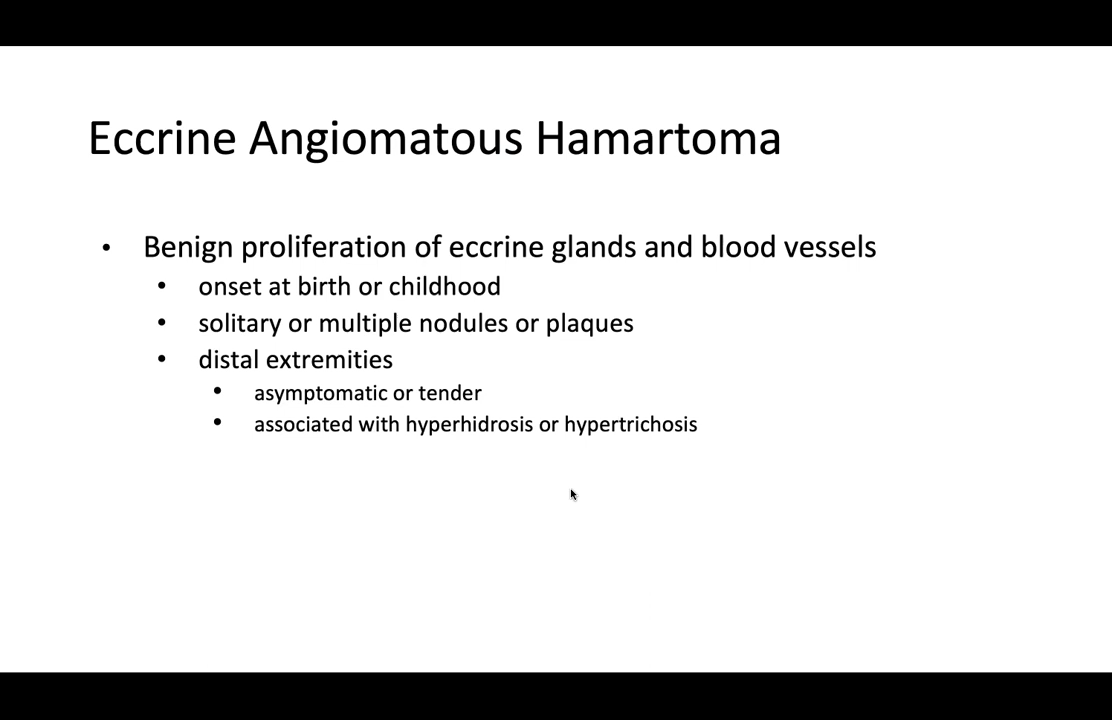 Eccrine Angiomatous Hamartoma
• Benign proliferation of eccrine glands and blood vessels
• onset at birth or childhood
• solitary or multiple nodules or plaques
• distal extremities
• asymptomatic or tender
• associated with hyperhidrosis or hypertrichosis